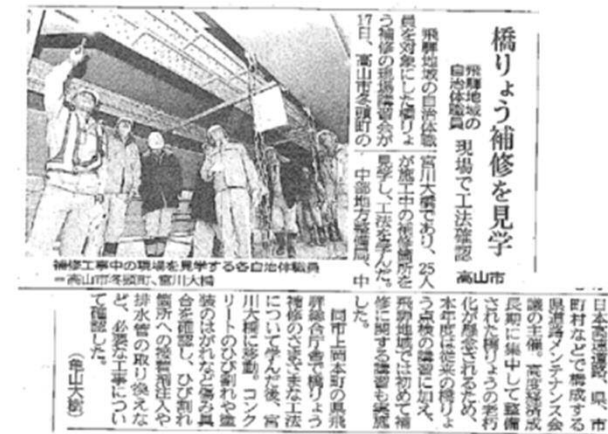 橋りょう補修を見学
飛騨地域の
自治体職員
現場で工法確認
高山市
飛騨地域の自治体職
員を対象にした橋りょ
う補修の現場講習会が
17日、高山市冬頭町の
宮川大橋であり、25人
が施工中の補修箇所を
見学し、工法を学んだ。
中部地方整備局、中
日本高速道路、県、市
町村などで構成する
県道路メンテナンス会
議の主催。高度経済成
長期に集中して整備
された橋りょうの老朽
化が懸念されるため、
本年度は従来の橋りょ
う点検の講習に加え、
飛騨地域では初めて補
修に関する講習も実施
した。
同市上岡本町の県飛
騨総合庁舎で橋りょう
補修のさまざまな工法
について学んだ後、宮
川大橋に移動。コンク
リートのひび割れや塗
装のはがれなど傷み具
合を確認し、ひび割れ
箇所への接着剤注入や
排水管の取り換えな
ど、必要な工事につい
て確認した。
(亀山大樹)
補修工事中の現場を見学する各自治体職員
=高山市冬頭町、宮川大橋